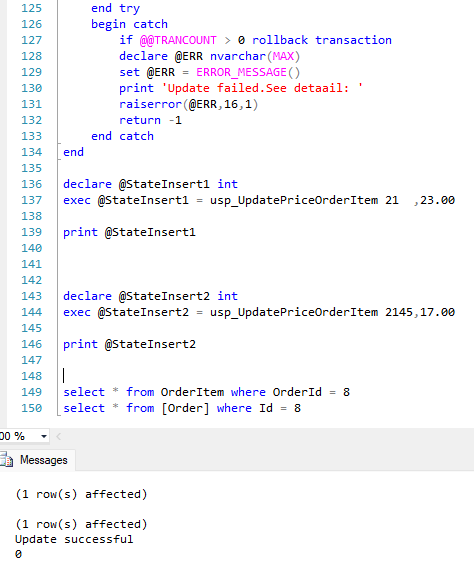 125 end try
126 begin catch
127 if @@TRANCOUNT > 0 rollback transaction
128 declare @ERR nvarchar(MAX)
129 set @ERR = ERROR_MESSAGE()
130 print 'Update failed.See detaail: '
131 raiserror(@ERR,16,1)
132 return -1
133 end catch
134 end
135
136 declare @StateInsert1 int
137 exec @StateInsert1 = usp_UpdatePriceOrderItem 21 ,23.00
138
139 print @StateInsert1
140
141
142
143 declare @StateInsert2 int
144 exec @StateInsert2 = usp_UpdatePriceOrderItem 2145,17.00
145
146 print @StateInsert2
147
148
149 select * from OrderItem where OrderId = 8
150 select * from [Order] where Id = 8
00 %
Messages
(1 row(s) affected)
(1 row(s) affected)
Update successful
0